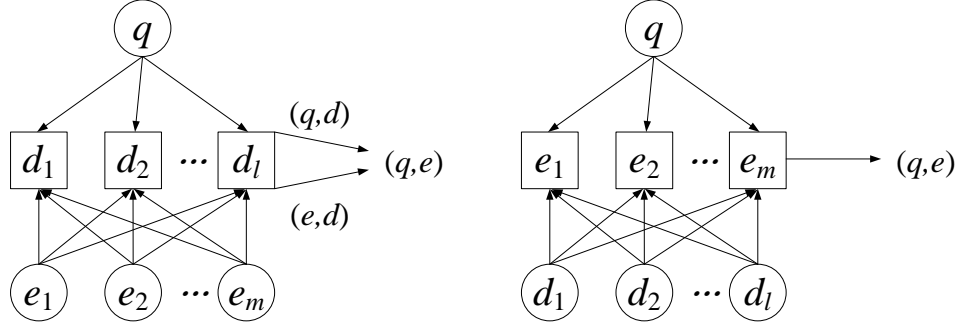 q
(q,d)
d₁ d₂ ... dₗ
(q,e)
(e,d)
e₁ e₂ ... eₘ
q
e₁ e₂ ... eₘ
(q,e)
d₁ d₂ ... dₗ